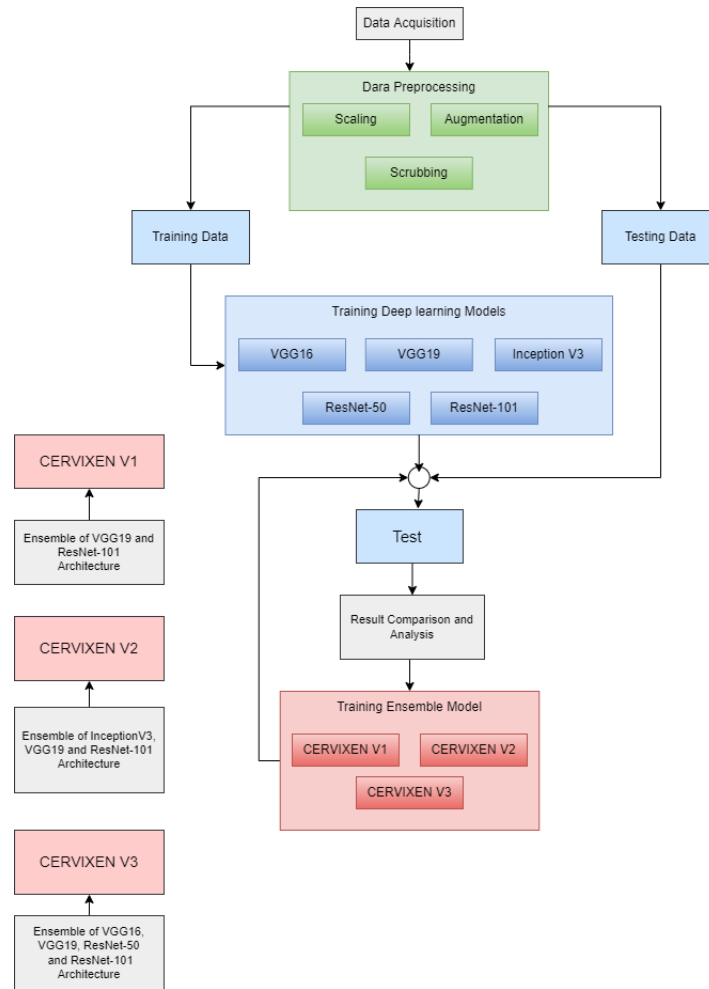 Data Acquisition
Dara Preprocessing
Scaling
Augmentation
Scrubbing
Training Data
Testing Data
Training Deep learning Models
VGG16
VGG19
Inception V3
ResNet-50
ResNet-101
CERVIXEN V1
Ensemble of VGG19 and
ResNet-101
Architecture
Test
Result Comparison and
Analysis
CERVIXEN V2
Ensemble of InceptionV3,
VGG19 and ResNet-101
Architecture
Training Ensemble Model
CERVIXEN V1
CERVIXEN V2
CERVIXEN V3
CERVIXEN V3
Ensemble of VGG16,
VGG19, ResNet-50
and ResNet-101
Architecture